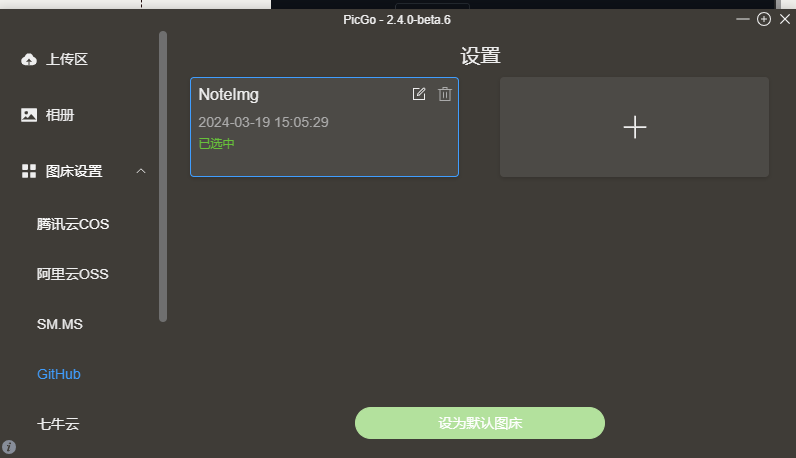 PicGo - 2.4.0-beta.6
上传区
相册
图床设置
腾讯云COS
阿里云OSS
SM.MS
GitHub
七牛云
设置
NoteImg
2024-03-19 15:05:29
已选中
设为默认图床